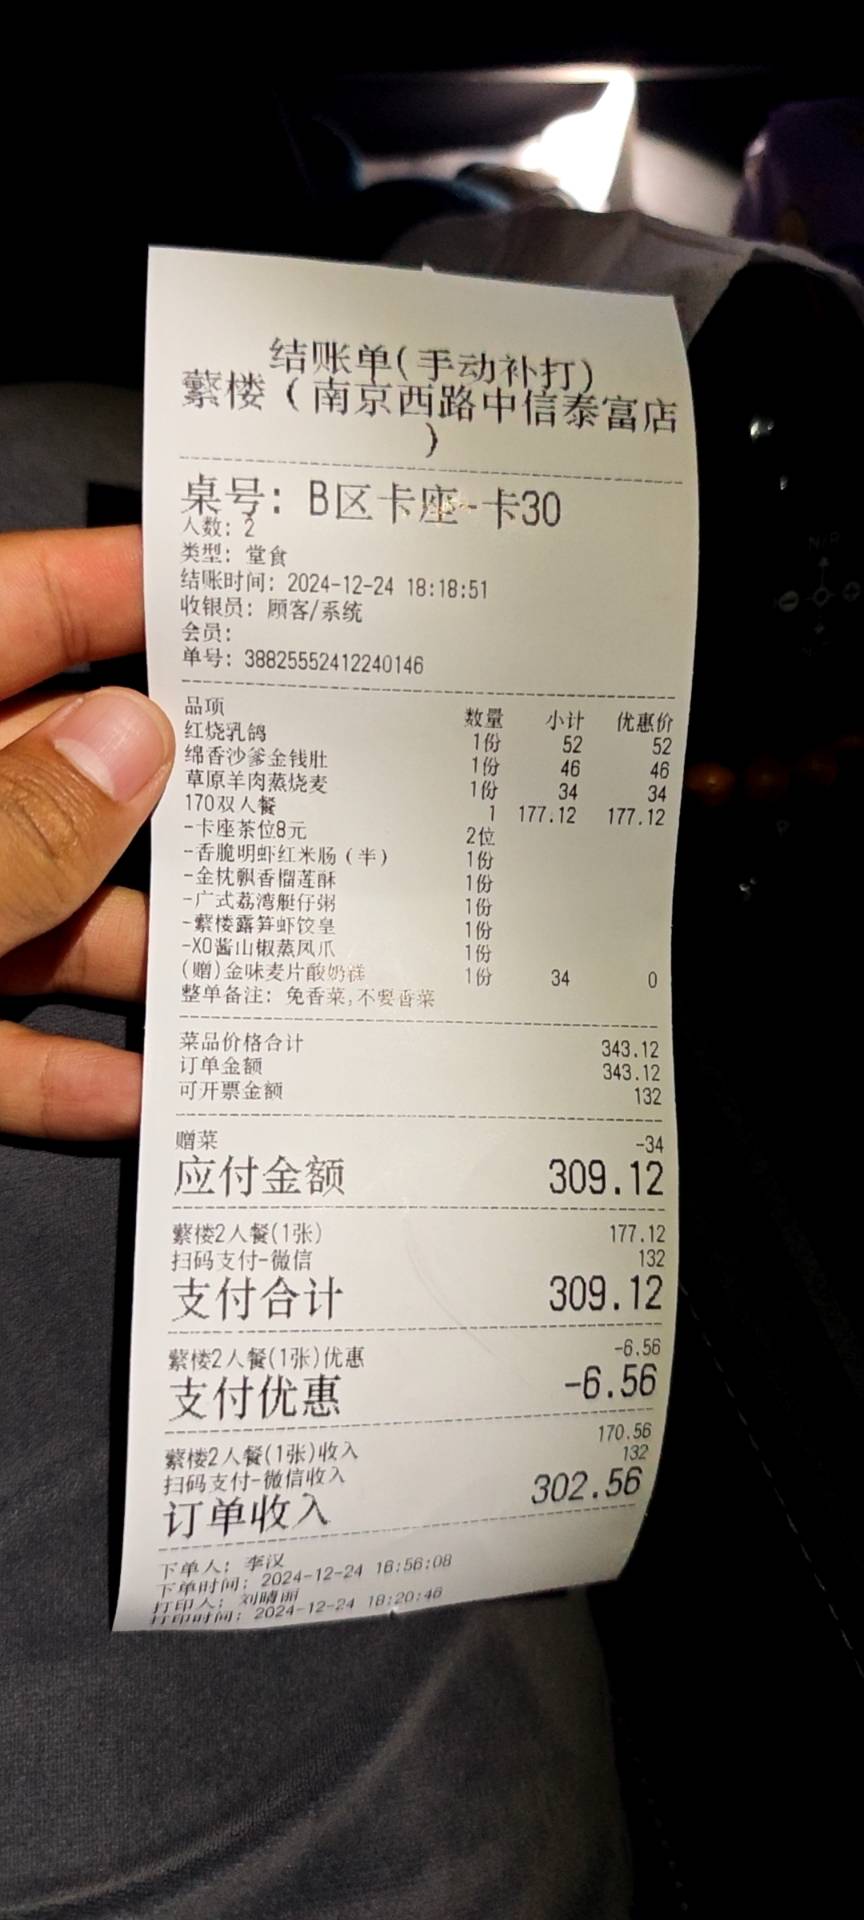 结账单(手动补打)
蘩楼（南京西路中信泰富店
）
桌号: B区卡座-卡30
人数: 2
类型: 堂食
结账时间: 2024-12-24 18:18:51
收银员: 顾客/系统
会员:
单号: 38825552412240146
品项 数量 小计 优惠价
红烧乳鸽 1份 52 52
绵香沙爹金钱肚 1份 46 46
草原羊肉蒸烧麦 1份 34 34
170双人餐 1 177.12 177.12
-卡座茶位8元 2位
-香脆明虾红米肠（半） 1份
-金枕飘香榴莲酥 1份
-广式荔湾艇仔粥 1份
-蘩楼露笋虾饺皇 1份
-XO酱山椒蒸凤爪 1份
(赠)金味麦片酸奶糕 1份 34 0
整单备注: 免香菜,不要香菜
菜品价格合计 343.12
订单金额 343.12
可开票金额 132
赠菜 -34
应付金额 309.12
蘩楼2人餐(1张) 177.12
扫码支付-微信 132
支付合计 309.12
蘩楼2人餐(1张)优惠 -6.56
支付优惠 -6.56
蘩楼2人餐(1张)收入 170.56
扫码支付-微信收入 132
订单收入 302.56
下单人: 李汉
下单时间: 2024-12-24 16:56:08
打印人: 刘晴丽
打印时间: 2024-12-24 18:20:46